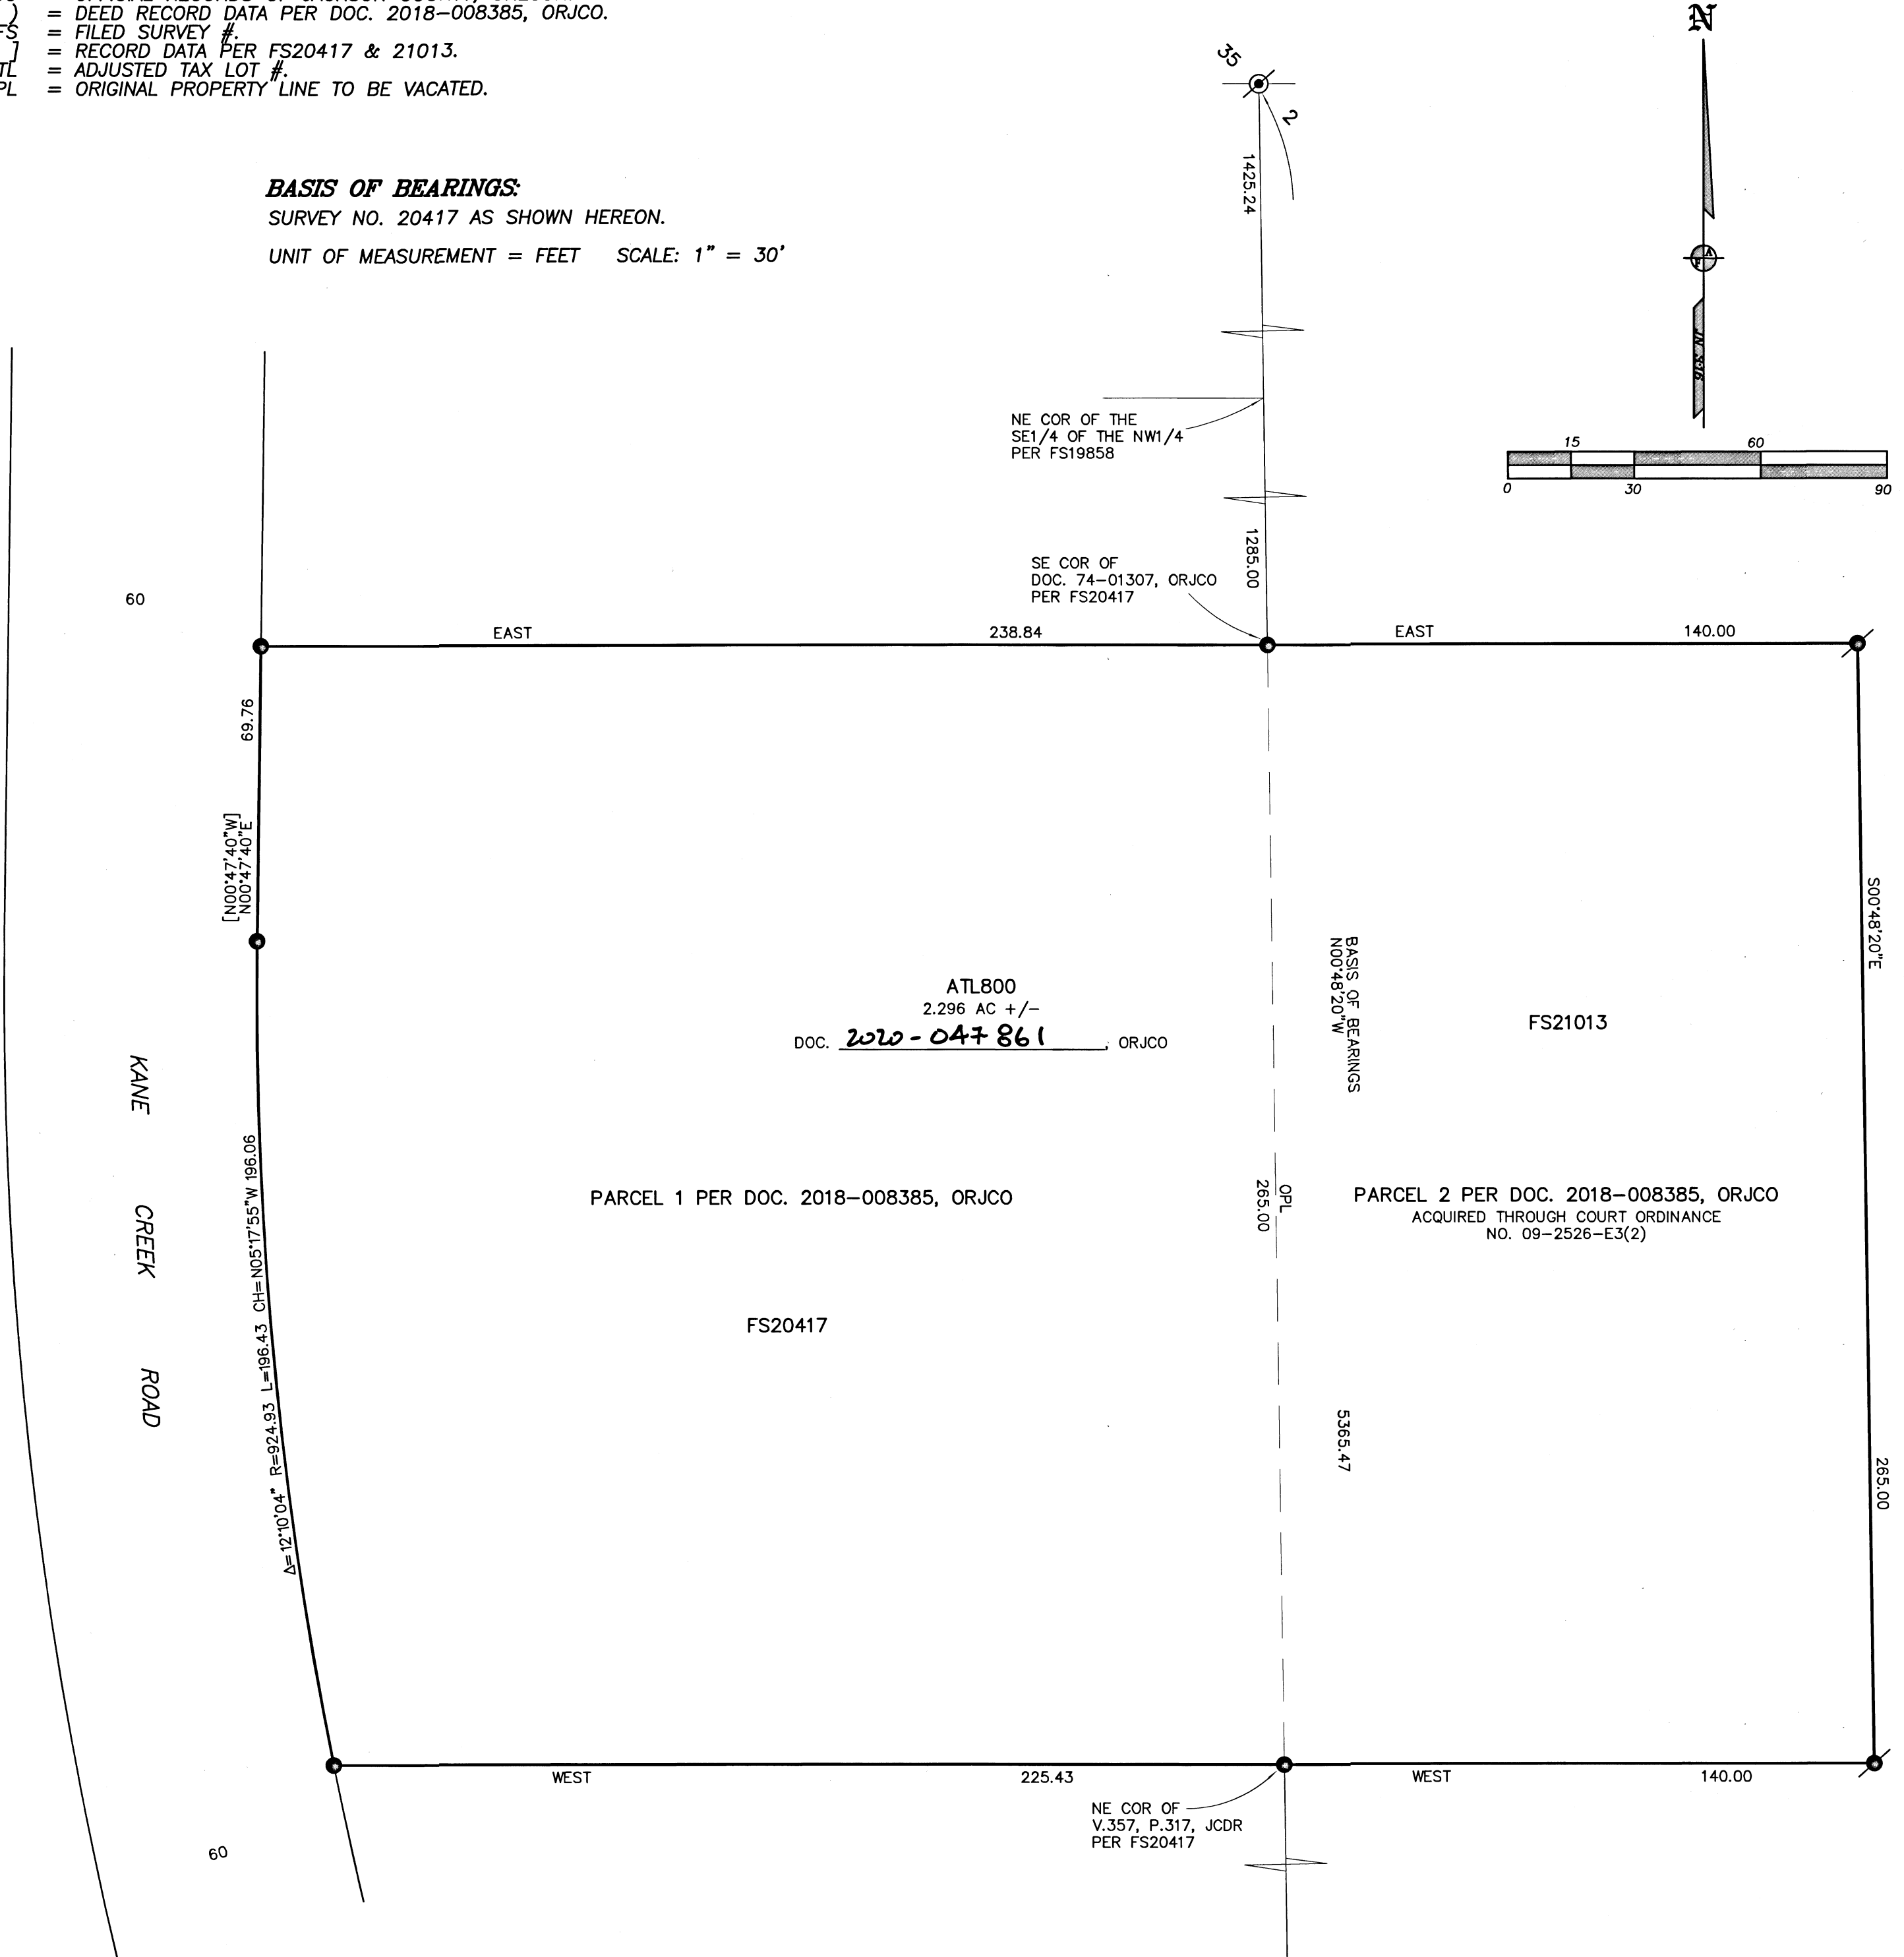 ) = DEED RECORD DATA PER DOC. 2018-008385, ORJCO.
FS = FILED SURVEY #.
] = RECORD DATA PER FS20417 & 21013.
TL = ADJUSTED TAX LOT #.
PL = ORIGINAL PROPERTY LINE TO BE VACATED.
N
35
2
1425.24
BASIS OF BEARINGS:
SURVEY NO. 20417 AS SHOWN HEREON.
UNIT OF MEASUREMENT = FEET SCALE: 1" = 30'
F A
JN 916
NE COR OF THE
SE1/4 OF THE NW1/4
PER FS19858
15 60
0 30 90
1285.00
SE COR OF
DOC. 74-01307, ORJCO
PER FS20417
60
EAST 238.84 EAST 140.00
69.76
[N00°47'40"W]
N00°47'40"E
S00°48'20"E
BASIS OF BEARINGS
N00°48'20"W
ATL800
2.296 AC +/-
DOC. 2020-047861, ORJCO
FS21013
KANE CREEK ROAD
Δ=12°10'04" R=924.93 L=196.43 CH=N05°17'55"W 196.06
PARCEL 1 PER DOC. 2018-008385, ORJCO
OPL
265.00
PARCEL 2 PER DOC. 2018-008385, ORJCO
ACQUIRED THROUGH COURT ORDINANCE
NO. 09-2526-E3(2)
FS20417
5365.47
265.00
WEST 225.43 WEST 140.00
NE COR OF
V.357, P.317, JCDR
PER FS20417
60